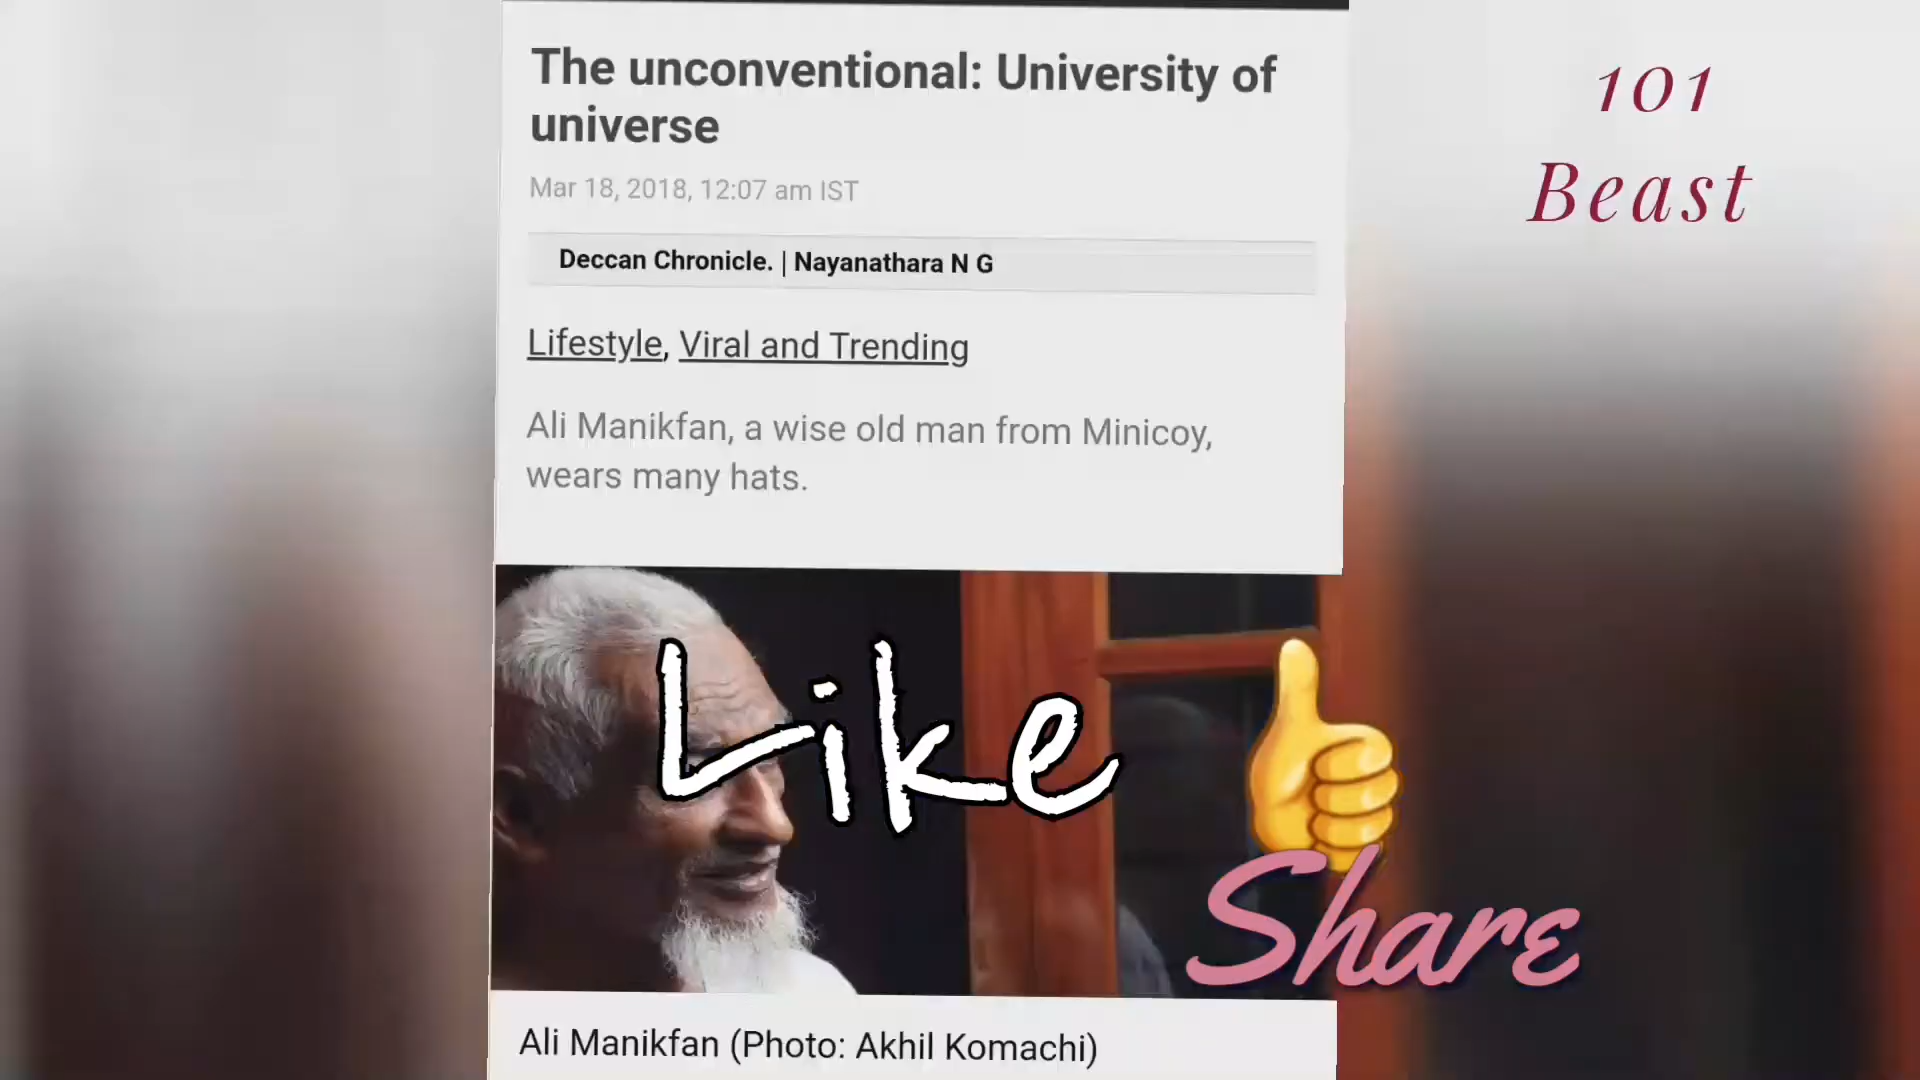 The unconventional: University of
universe
Mar 18, 2018, 12:07 am IST
Deccan Chronicle. | Nayanathara N G
Lifestyle, Viral and Trending
Ali Manikfan, a wise old man from Minicoy,
wears many hats.
Ali Manikfan (Photo: Akhil Komachi)
101
Beast
Like
Share